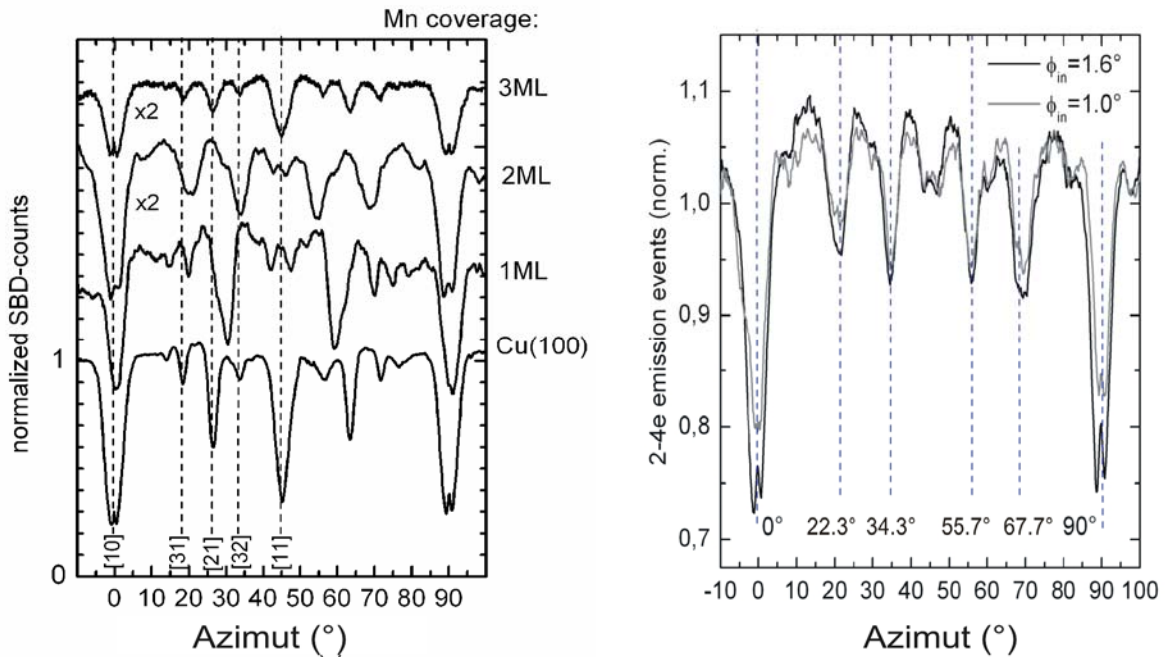 Mn coverage:
3ML
x2
2ML
x2
1ML
Cu(100)
normalized SBD-counts
1
0
[10]
[31]
[21]
[32]
[11]
0 10 20 30 40 50 60 70 80 90
Azimut (°)
ϕin=1.6°
ϕin=1.0°
2-4e emission events (norm.)
1,1
1,0
0,9
0,8
0,7
0° 22.3° 34.3° 55.7° 67.7° 90°
-10 0 10 20 30 40 50 60 70 80 90 100
Azimut (°)